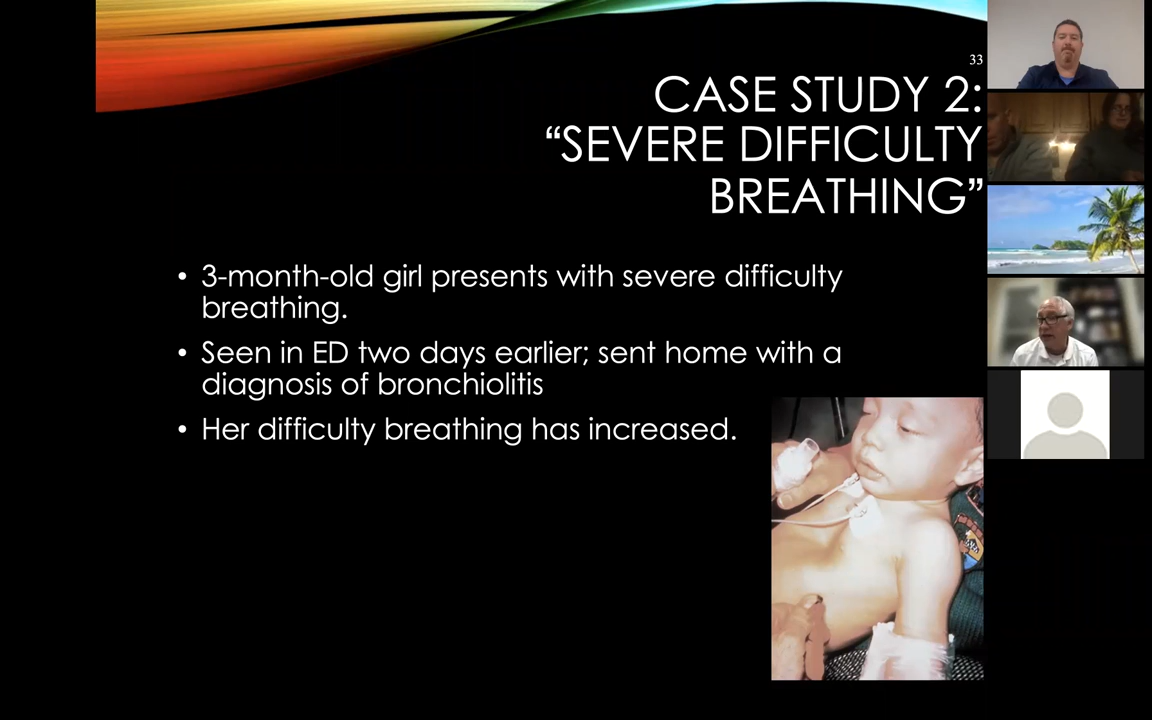 33
CASE STUDY 2:
“SEVERE DIFFICULTY
BREATHING”
• 3-month-old girl presents with severe difficulty
breathing.
• Seen in ED two days earlier; sent home with a
diagnosis of bronchiolitis
• Her difficulty breathing has increased.